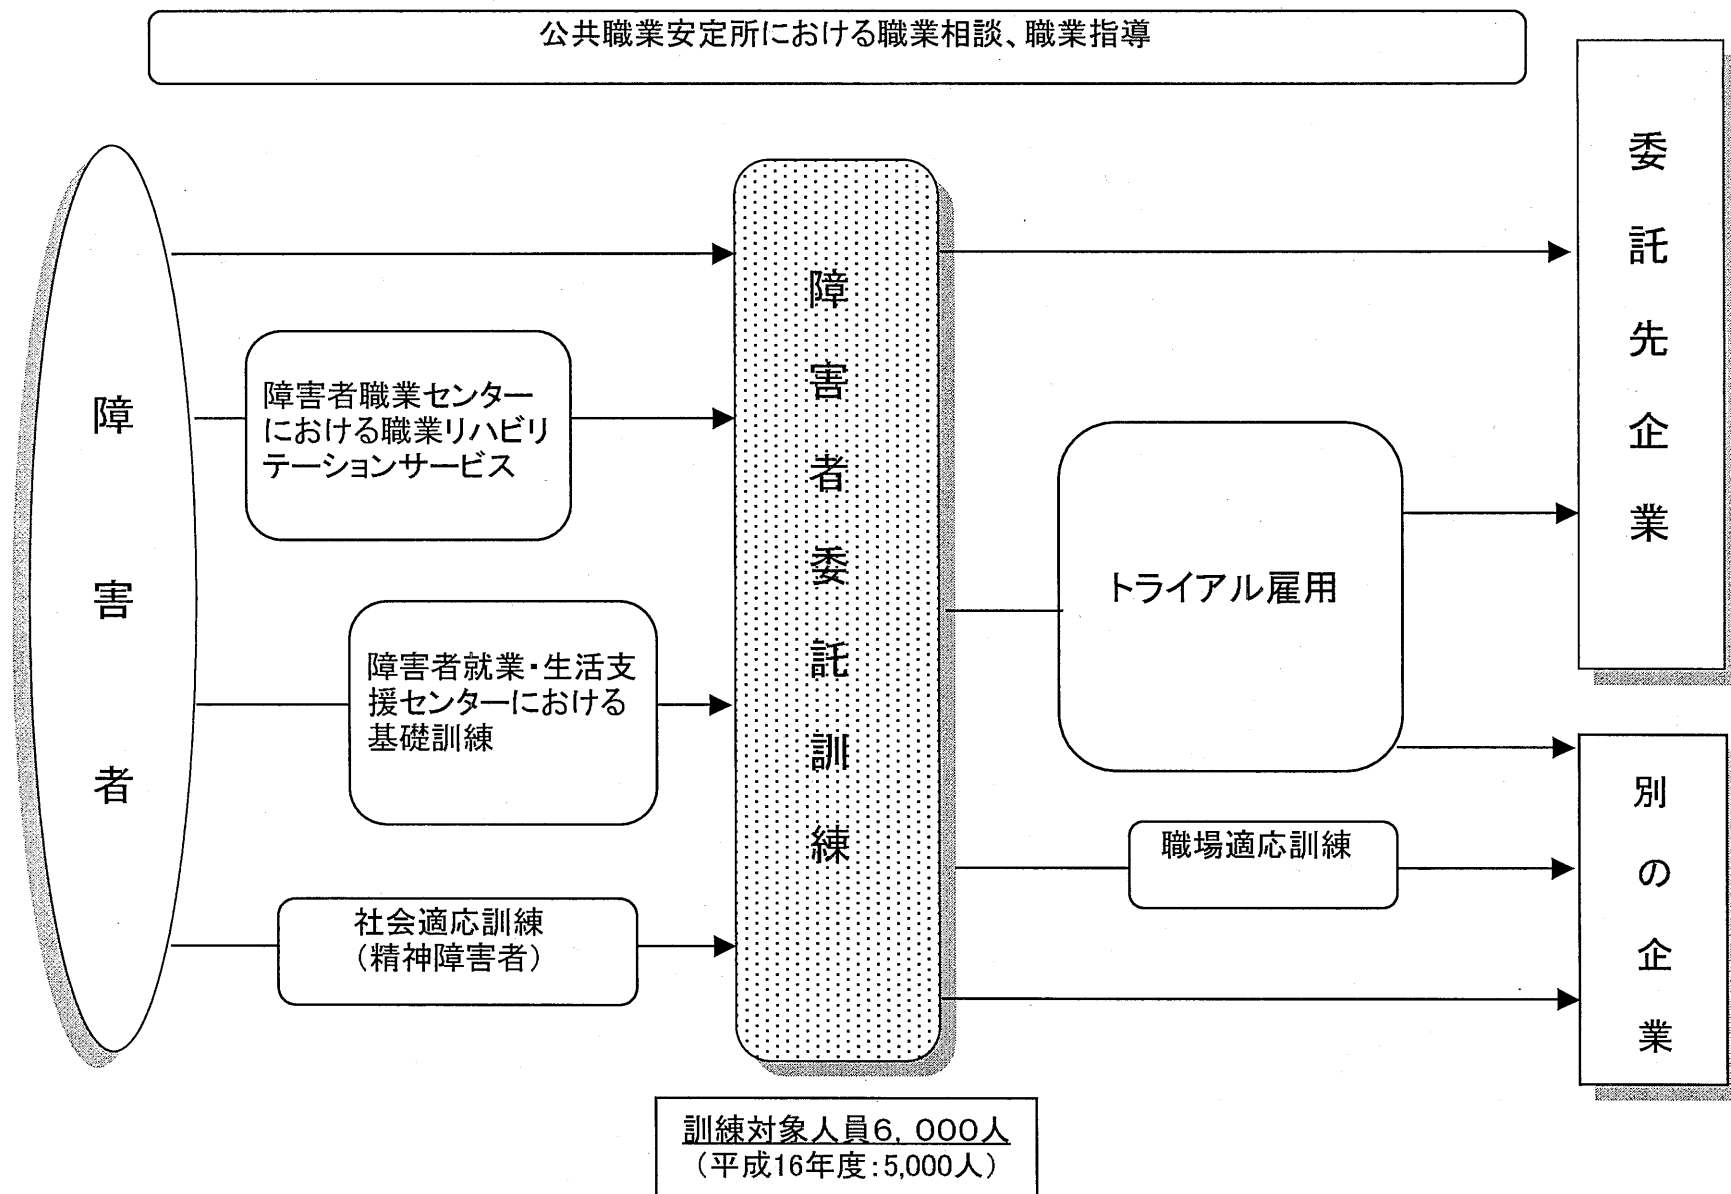 公共職業安定所における職業相談、職業指導
障害者
障害者職業センター
における職業リハビリ
テーションサービス
障害者就業・生活支
援センターにおける
基礎訓練
社会適応訓練
(精神障害者)
障害者委託訓練
トライアル雇用
職場適応訓練
委託先企業
別の企業
訓練対象人員6,000人
(平成16年度:5,000人)